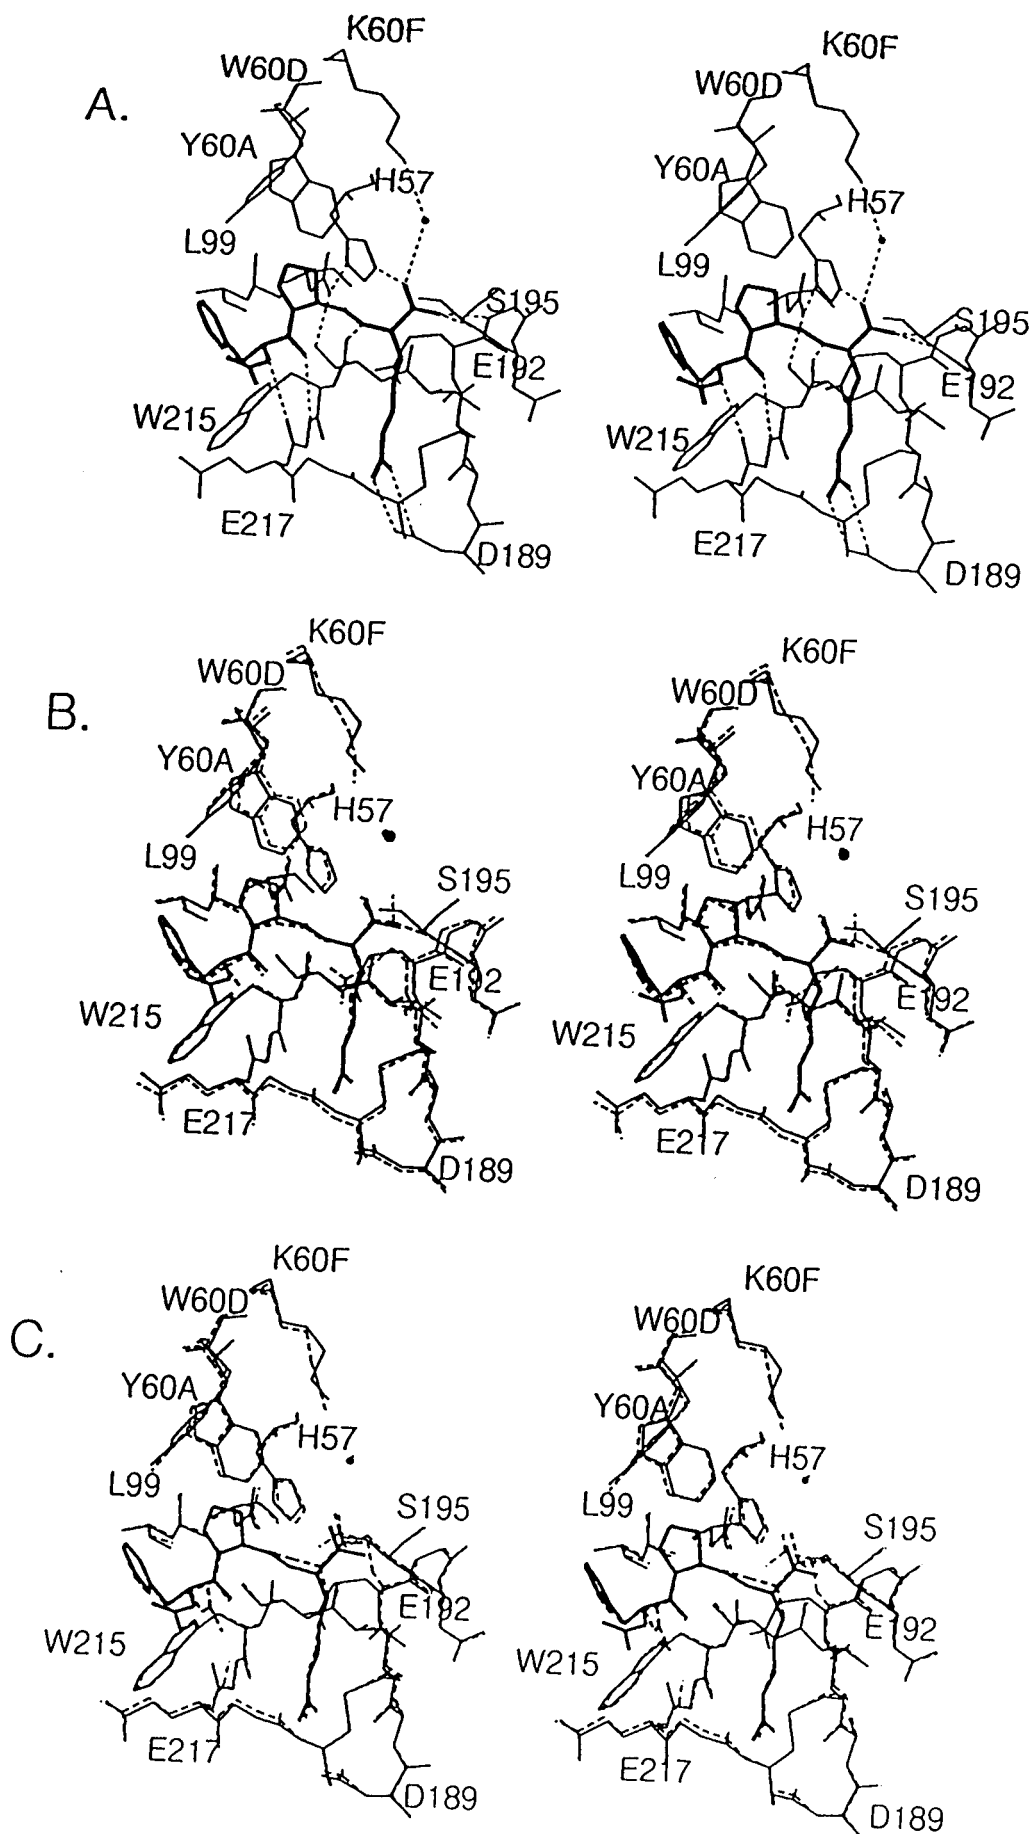 A.
K60F
W60D
Y60A
H57
L99
S195
E192
W215
E217
D189
K60F
W60D
Y60A
H57
L99
S195
E192
W215
E217
D189
B.
K60F
W60D
Y60A
H57
L99
S195
E192
W215
E217
D189
K60F
W60D
Y60A
H57
L99
S195
E192
W215
E217
D189
C.
K60F
W60D
Y60A
H57
L99
S195
E192
W215
E217
D189
K60F
W60D
Y60A
H57
L99
S195
E192
W215
E217
D189